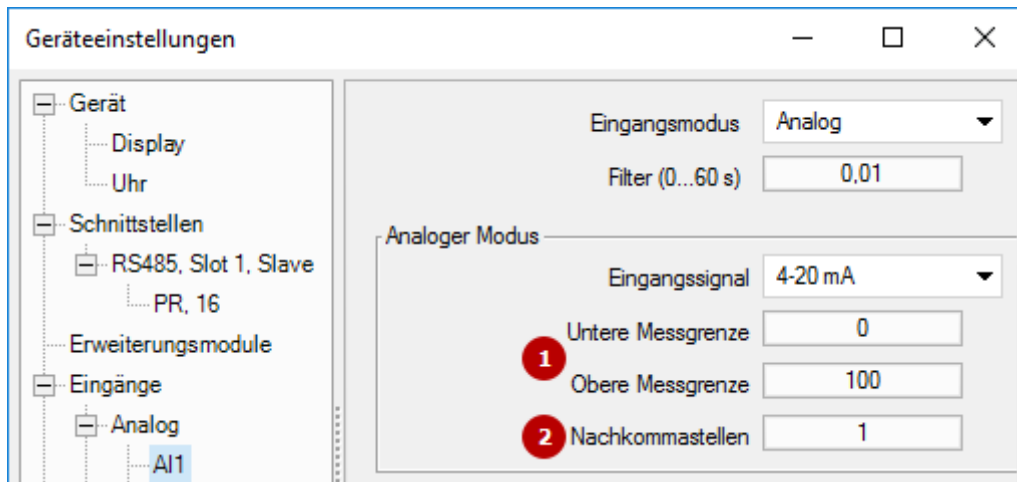 Geräteeinstellungen
Gerät
Display
Uhr
Schnittstellen
RS485, Slot 1, Slave
PR, 16
Erweiterungsmodule
Eingänge
Analog
AI1
Eingangsmodus Analog
Filter (0...60 s) 0,01
Analoger Modus
Eingangssignal 4-20 mA
Untere Messgrenze 0
1
Obere Messgrenze 100
2 Nachkommastellen 1